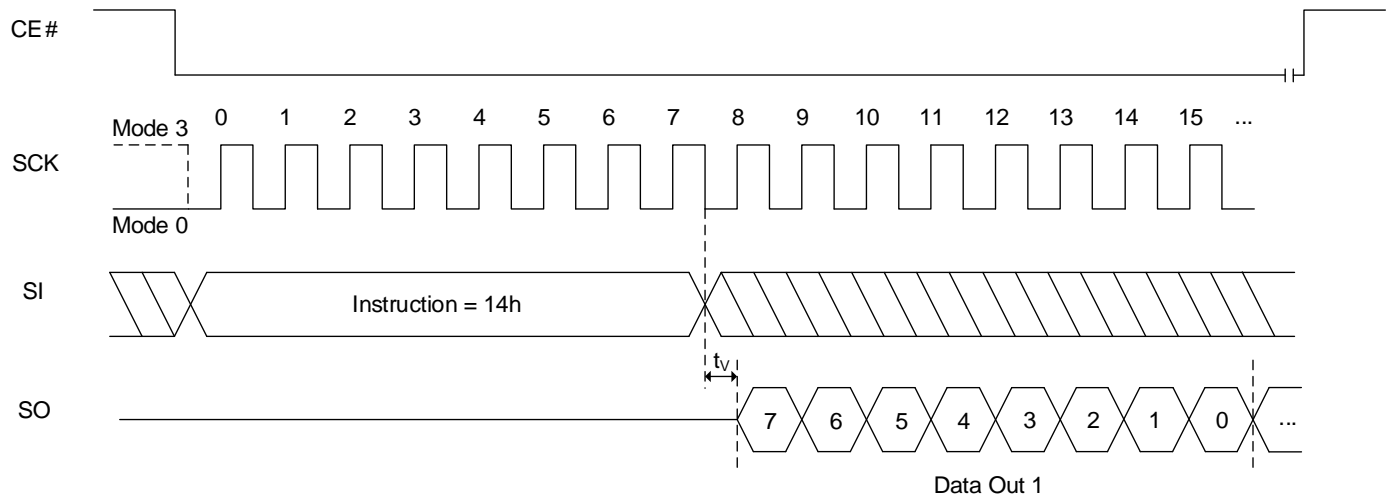 CE#
0 1 2 3 4 5 6 7 8 9 10 11 12 13 14 15 ...
Mode 3
SCK
Mode 0
SI
Instruction = 14h
tV
SO
7 6 5 4 3 2 1 0 ...
Data Out 1